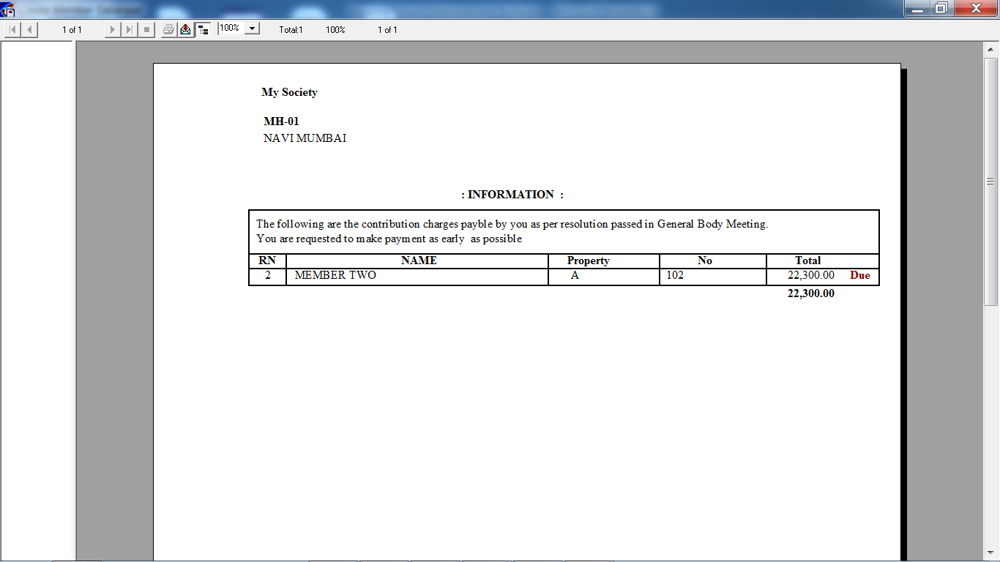 1 of 1 100% Total:1 100% 1 of 1
My Society
MH-01
NAVI MUMBAI
: INFORMATION :
The following are the contribution charges payble by you as per resolution passed in General Body Meeting.
You are requested to make payment as early as possible
RN NAME Property No Total
2 MEMBER TWO A 102 22,300.00 Due
22,300.00